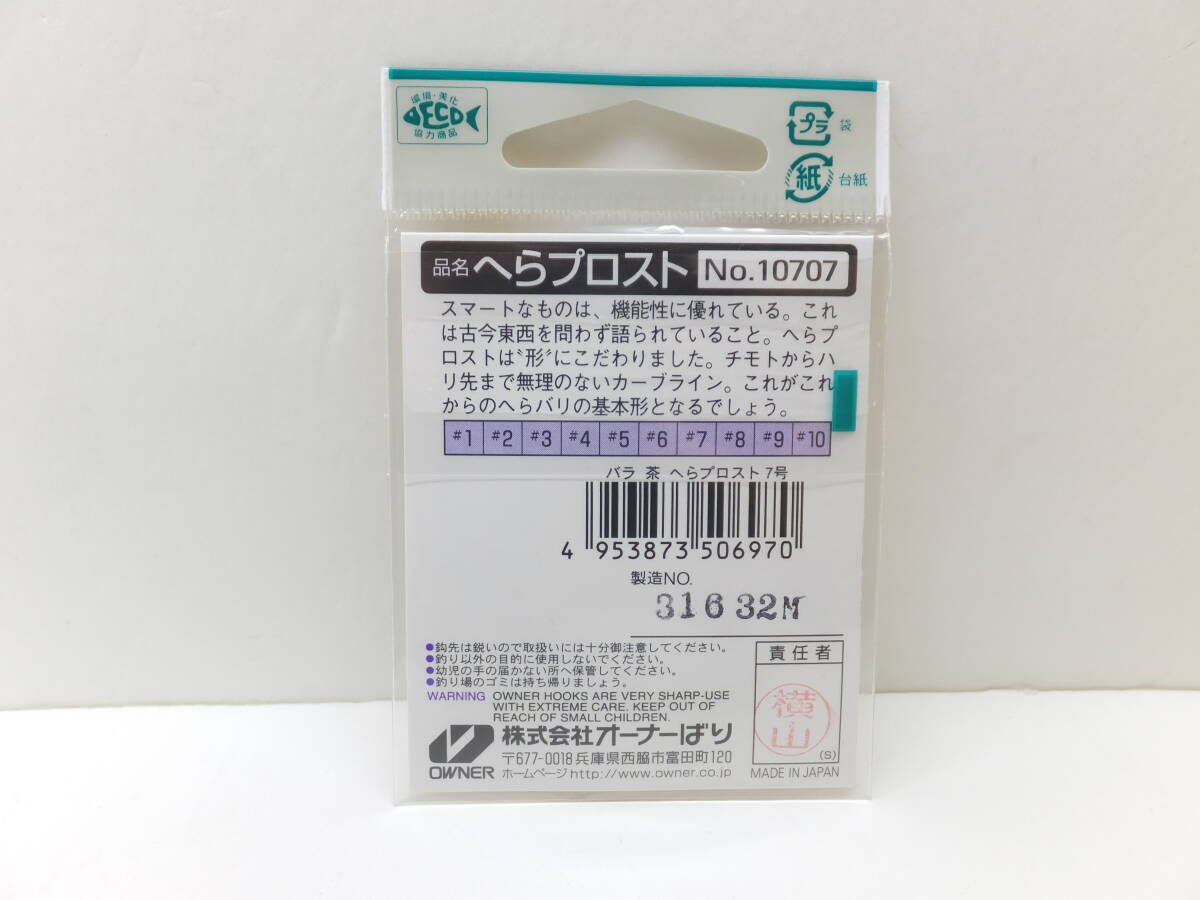 環境・美化
ECO
協力商品
プラ 袋
紙 台紙
品名 へらプロスト No.10707
スマートなものは、機能性に優れている。これ
は古今東西を問わず語られていること。へらプ
ロストは〝形〞にこだわりました。チモトからハ
リ先まで無理のないカーブライン。これがこれ
からのへらバリの基本形となるでしょう。
#1 #2 #3 #4 #5 #6 #7 #8 #9 #10
バラ 茶 へらプロスト 7号
4 953873 506970
製造NO.
31632M
●鈎先は鋭いので取扱いには十分御注意してください。
●釣り以外の目的に使用しないでください。
●幼児の手の届かない所へ保管してください。
●釣り場のゴミは持ち帰りましょう。
WARNING OWNER HOOKS ARE VERY SHARP-USE
WITH EXTREME CARE. KEEP OUT OF
REACH OF SMALL CHILDREN.
OWNER
株式会社オーナーばり
〒677-0018 兵庫県西脇市富田町120
ホームページ http://www.owner.co.jp
責任者
横山
(S)
MADE IN JAPAN